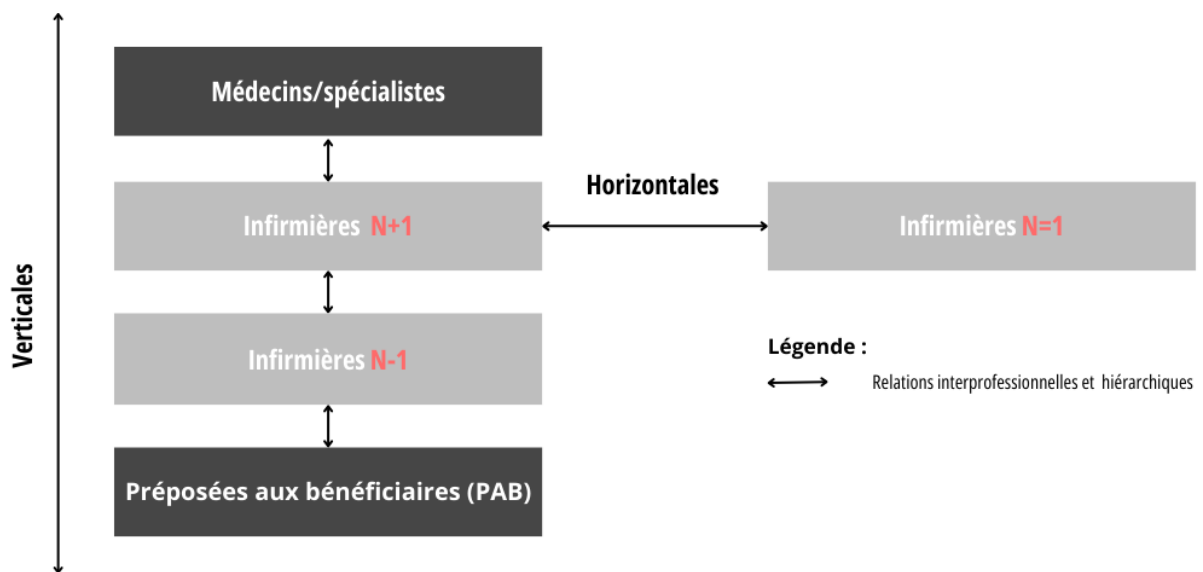 Médecins/spécialistes
Horizontales
Infirmières N+1
Infirmières N=1
Verticales
Infirmières N-1
Légende :
Relations interprofessionnelles et hiérarchiques
Préposées aux bénéficiaires (PAB)